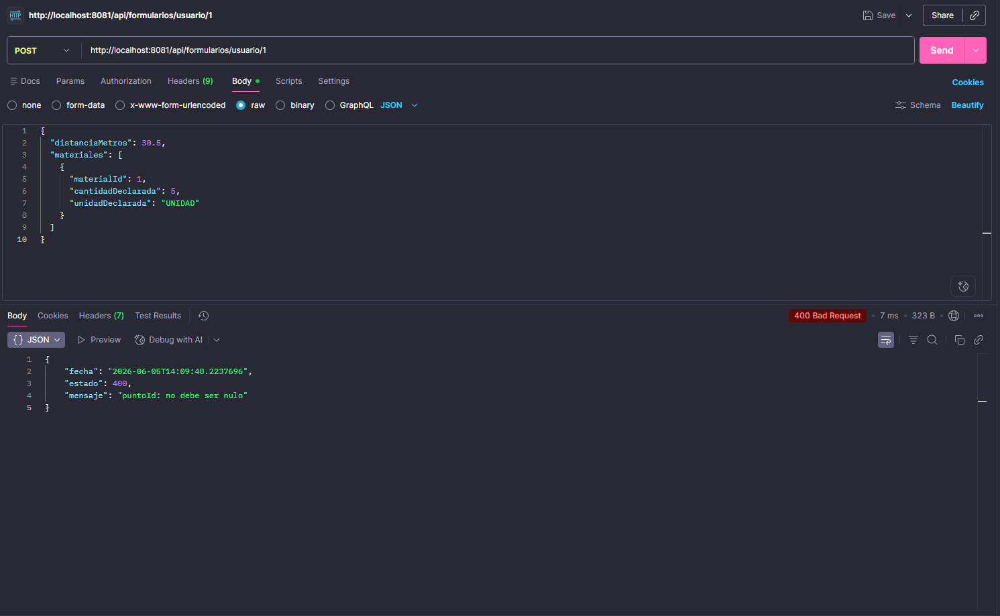 HTTP http://localhost:8081/api/formularios/usuario/1 Save Share
POST http://localhost:8081/api/formularios/usuario/1 Send
Docs Params Authorization Headers (9) Body Scripts Settings Cookies
none form-data x-www-form-urlencoded raw binary GraphQL JSON Schema Beautify
1 {
2 "distanciaMetros": 30.5,
3 "materiales": [
4 {
5 "materialId": 1,
6 "cantidadDeclarada": 5,
7 "unidadDeclarada": "UNIDAD"
8 }
9 ]
10 }
Body Cookies Headers (7) Test Results 400 Bad Request • 7 ms • 323 B •
{ } JSON Preview Debug with AI
1 {
2 "fecha": "2026-06-05T14:09:48.2237696",
3 "estado": 400,
4 "mensaje": "puntoId: no debe ser nulo"
5 }